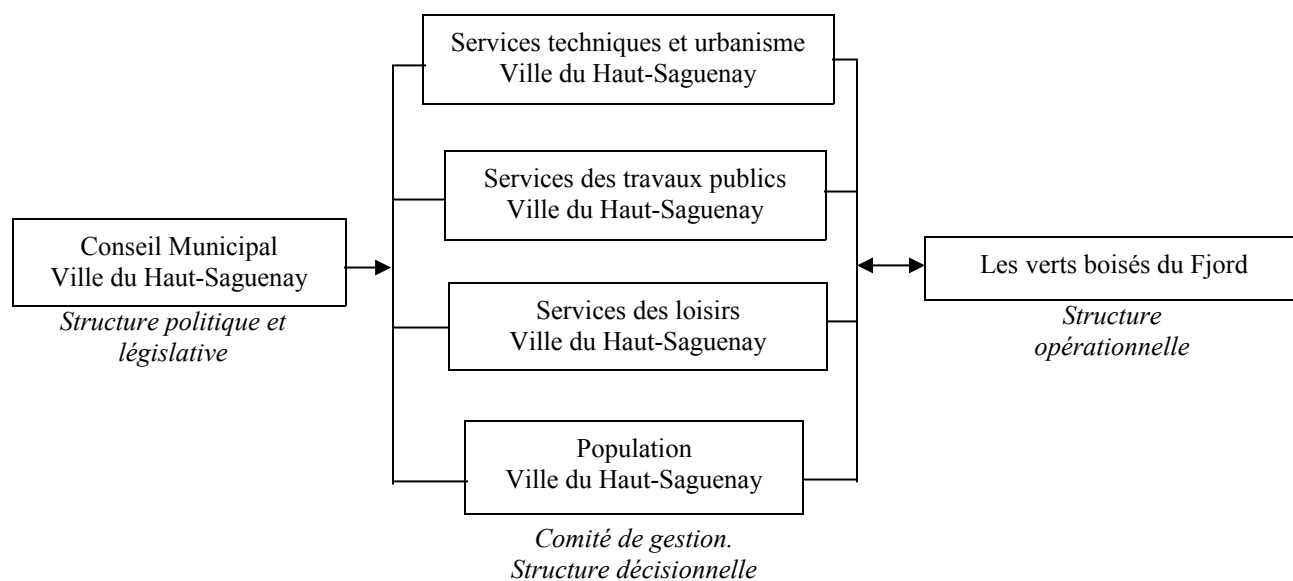 Services techniques et urbanisme
Ville du Haut-Saguenay
Services des travaux publics
Ville du Haut-Saguenay
Conseil Municipal
Ville du Haut-Saguenay
Structure politique et
législative
Services des loisirs
Ville du Haut-Saguenay
Population
Ville du Haut-Saguenay
Comité de gestion.
Structure décisionnelle
Les verts boisés du Fjord
Structure
opérationnelle